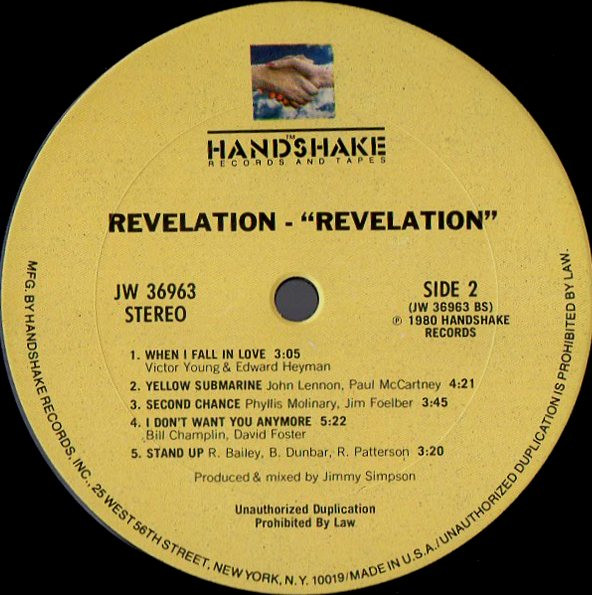 TM
HANDSHAKE
RECORDS AND TAPES
REVELATION - “REVELATION”
JW 36963
STEREO
SIDE 2
(JW 36963 BS)
℗ 1980 HANDSHAKE
RECORDS
1. WHEN I FALL IN LOVE 3:05
Victor Young & Edward Heyman
2. YELLOW SUBMARINE John Lennon, Paul McCartney 4:21
3. SECOND CHANCE Phyllis Molinary, Jim Foelber 3:45
4. I DON'T WANT YOU ANYMORE 5:22
Bill Champlin, David Foster
5. STAND UP R. Bailey, B. Dunbar, R. Patterson 3:20
Produced & mixed by Jimmy Simpson
Unauthorized Duplication
Prohibited By Law
MFG. BY HANDSHAKE RECORDS, INC., 25 WEST 56TH STREET, NEW YORK, N.Y. 10019/MADE IN U.S.A./UNAUTHORIZED DUPLICATION IS PROHIBITED BY LAW.